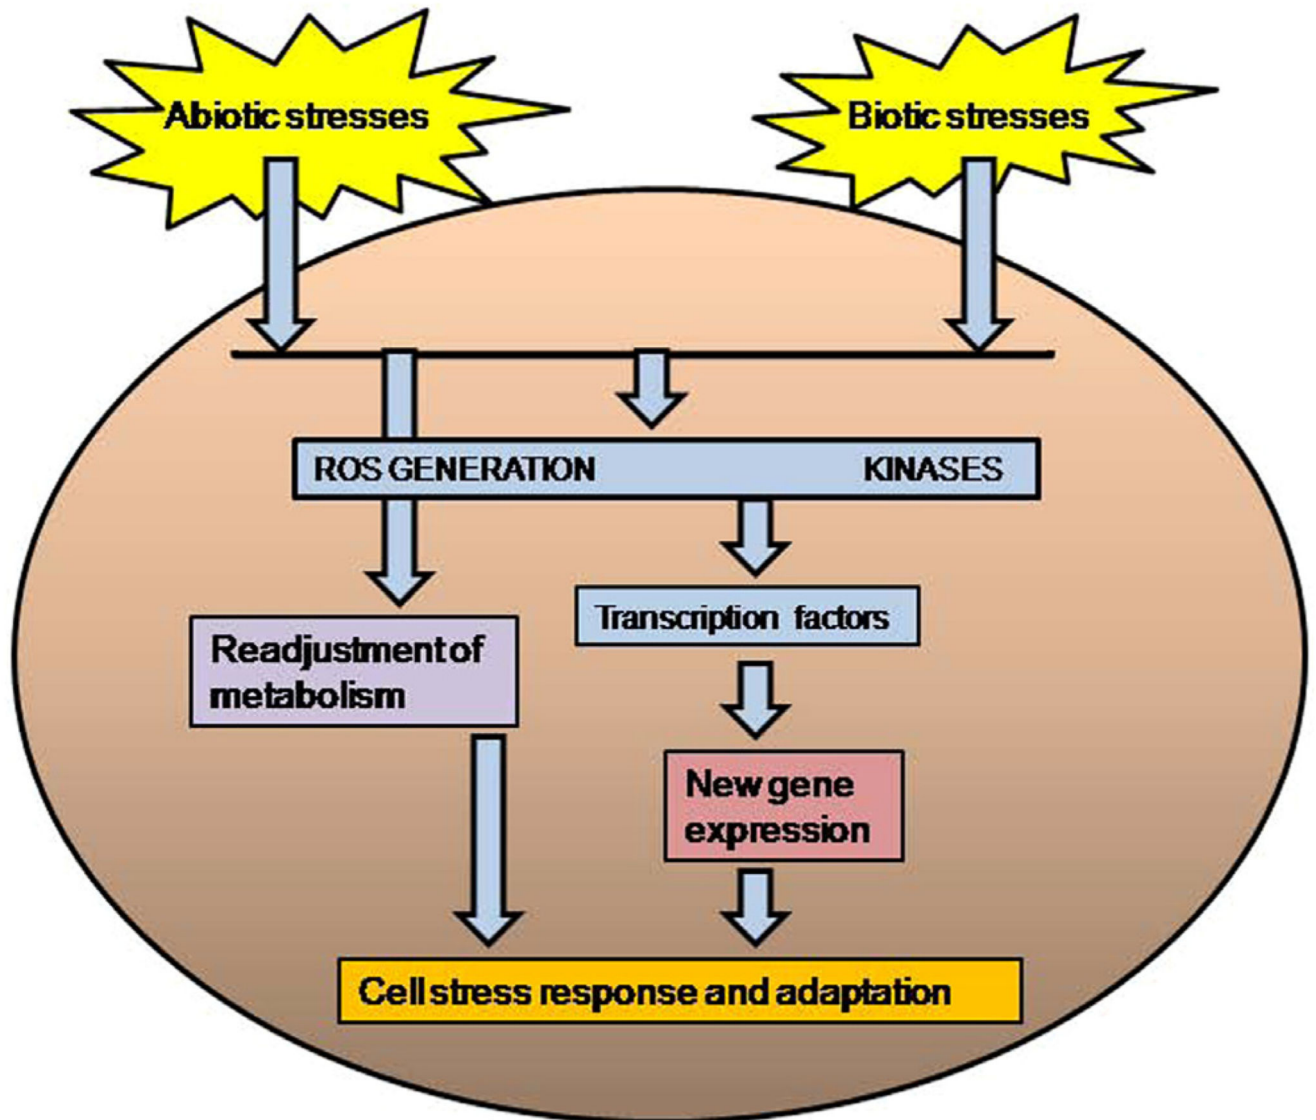 Abiotic stresses
Biotic stresses
ROS GENERATION KINASES
Transcription factors
Readjustment of
metabolism
New gene
expression
Cell stress response and adaptation